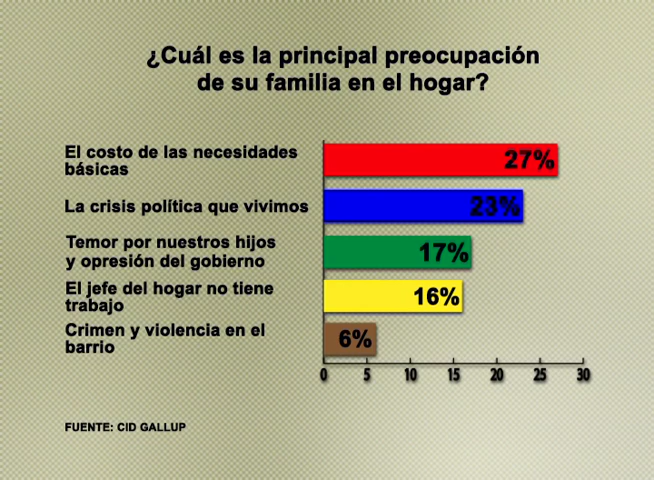 ¿Cuál es la principal preocupación
de su familia en el hogar?
El costo de las necesidades
básicas
27%
La crisis política que vivimos
23%
Temor por nuestros hijos
y opresión del gobierno
17%
El jefe del hogar no tiene
trabajo
16%
Crimen y violencia en el
barrio
6%
0 5 10 15 20 25 30
FUENTE: CID GALLUP